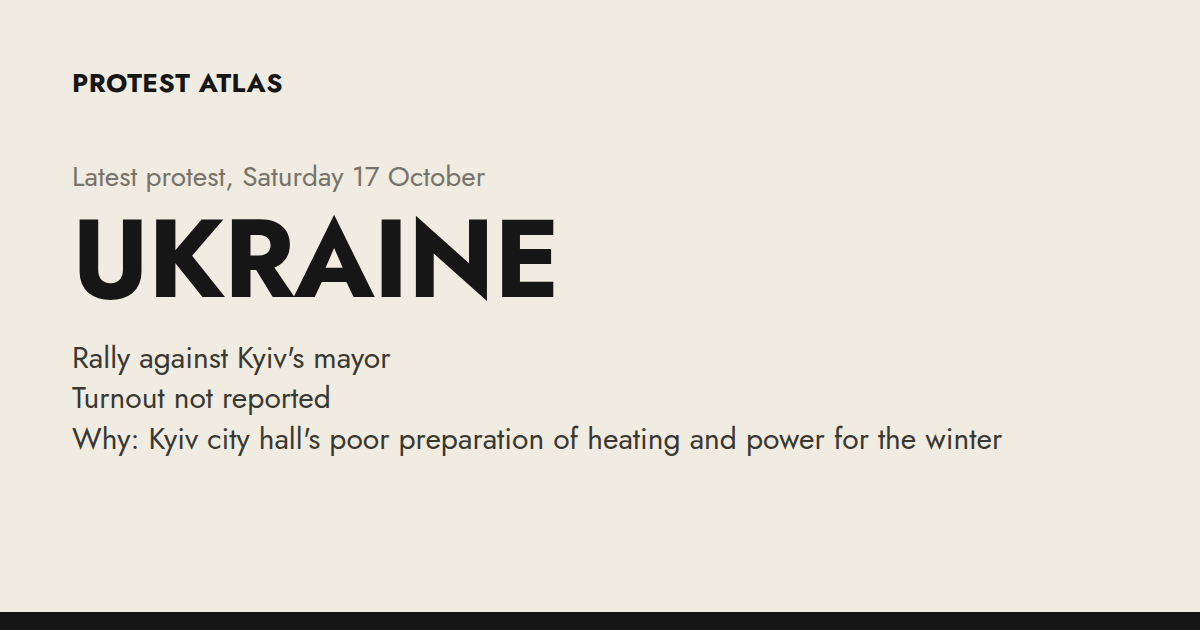 PROTEST ATLAS
Latest protest, Saturday 17 October
UKRAINE
Rally against Kyiv's mayor
Turnout not reported
Why: Kyiv city hall's poor preparation of heating and power for the winter